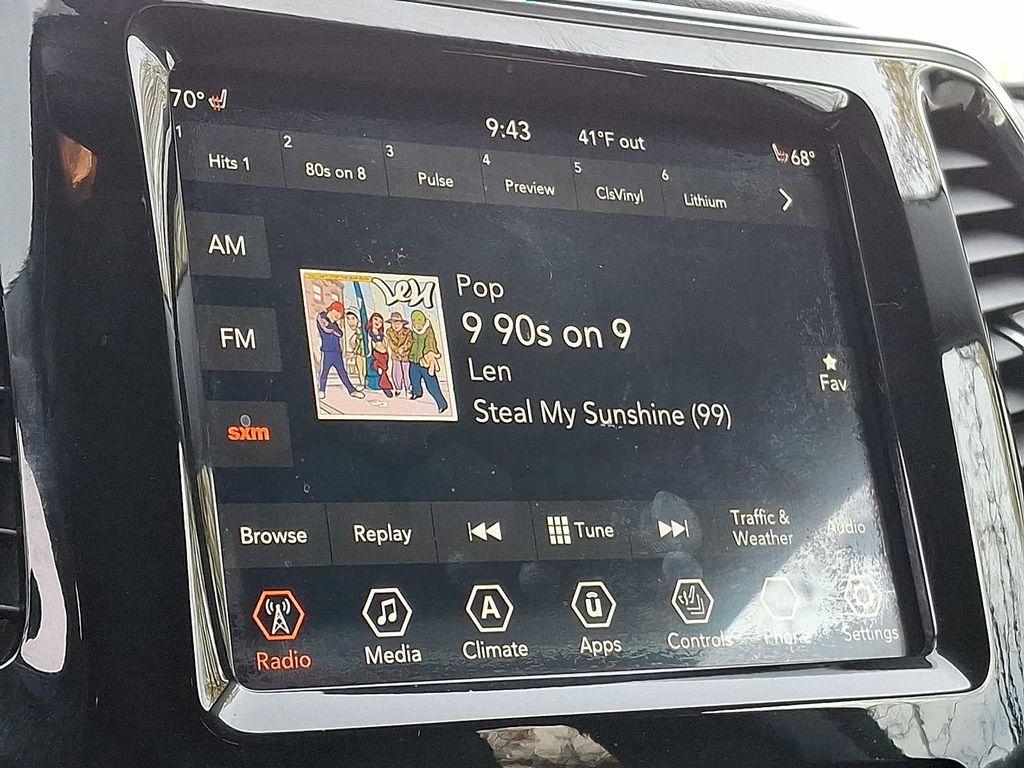 70°
9:43
41°F out
68°
1
Hits 1
2
80s on 8
3
Pulse
4
Preview
5
ClsVinyl
6
Lithium
AM
FM
sxm
Len
Pop
9 90s on 9
Len
Steal My Sunshine (99)
Fav
Browse
Replay
Tune
Traffic &
Weather
Audio
Radio
Media
A
Climate
Apps
Controls
Phone
Settings